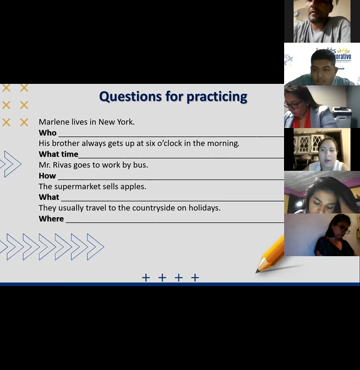 Questions for practicing
Marlene lives in New York.
Who
His brother always gets up at six o'clock in the morning.
What time
Mr. Rivas goes to work by bus.
How
The supermarket sells apples.
What
They usually travel to the countryside on holidays.
Where